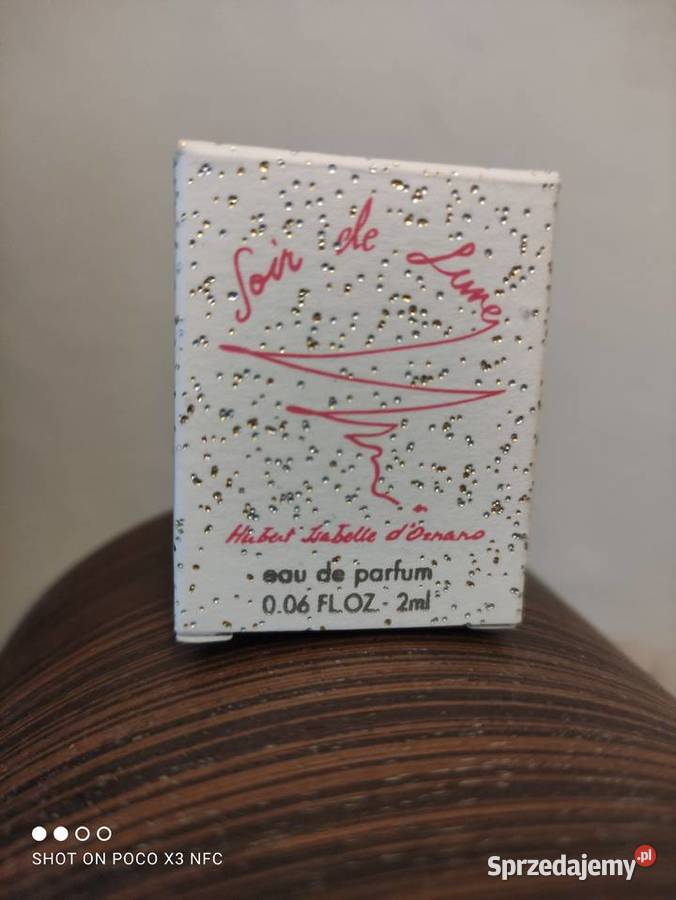 Soir de Lune
Hubert Isabelle d'Ornano
eau de parfum
0.06 FL.OZ - 2ml
SHOT ON POCO X3 NFC
Sprzedajemy.pl